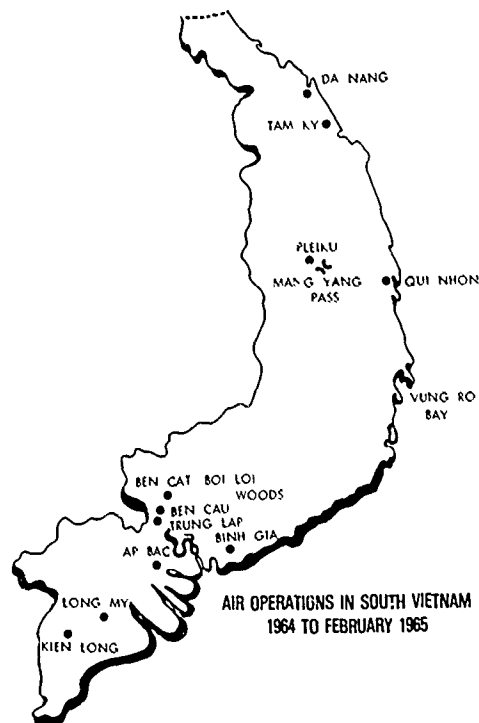 DA NANG
TAM KY
PLEIKU
MANG YANG
PASS
QUI NHON
VUNG RO
BAY
BEN CAT BOI LOI
WOODS
BEN CAU
TRUNG LAP
BINH GIA
AP BAC
LONG MY
KIEN LONG
AIR OPERATIONS IN SOUTH VIETNAM
1964 TO FEBRUARY 1965